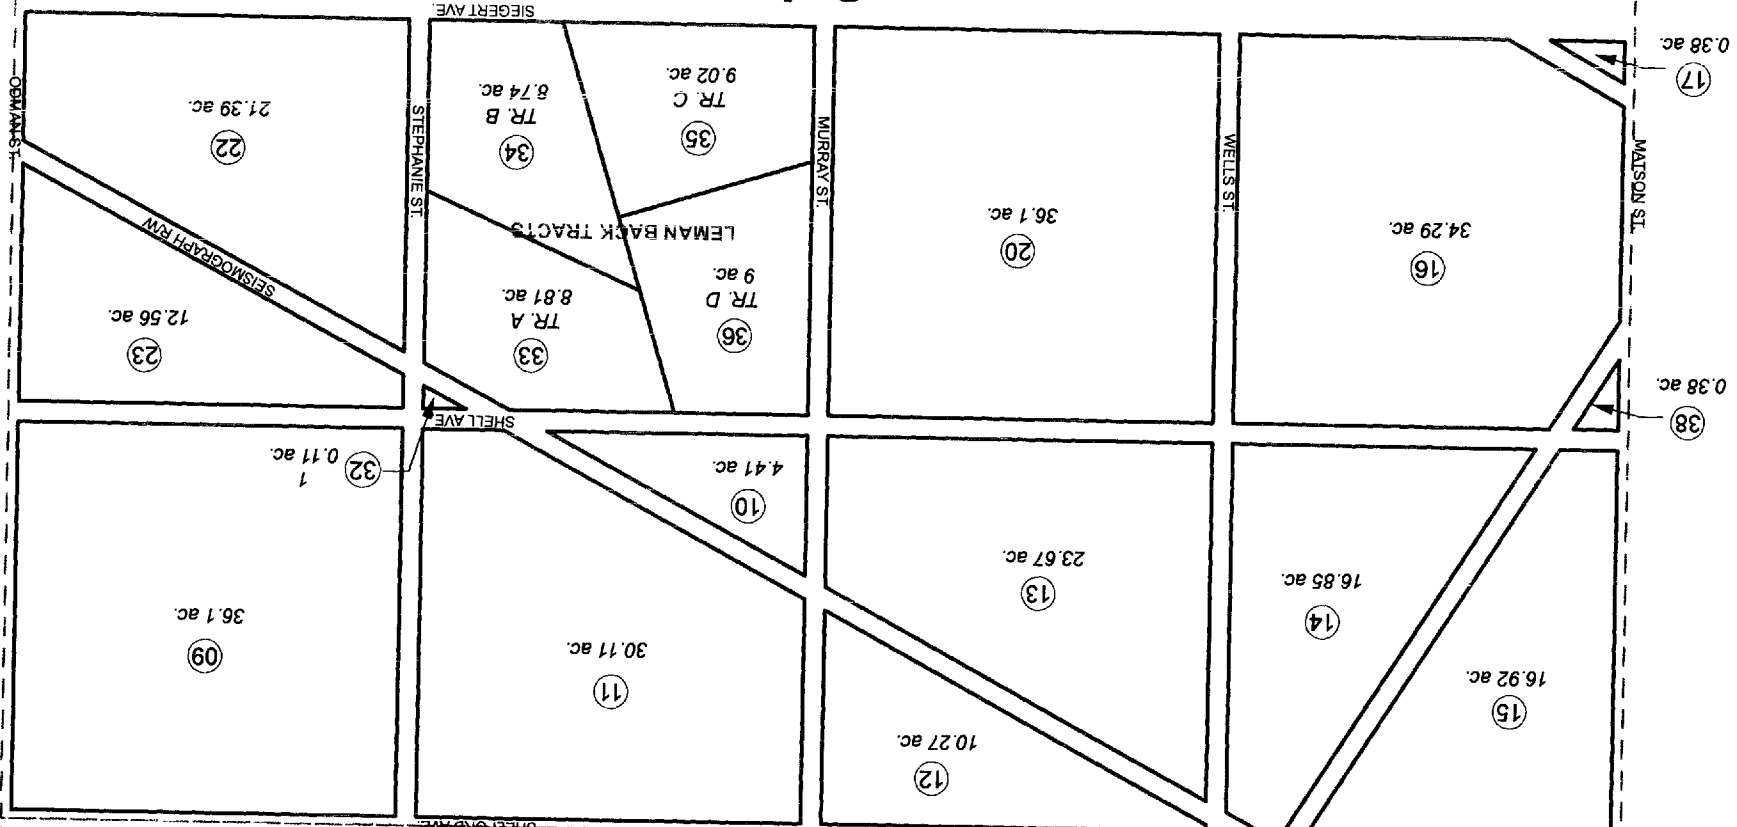 15
16.92 ac.
14
16.85 ac.
13
23.67 ac.
12
10.27 ac.
11
30.11 ac.
09
36.1 ac.
10
4.41 ac.
32
1
0.11 ac.
SHELL AVE.
38
0.38 ac.
16
34.29 ac.
20
36.1 ac.
36
TR. D
9 ac.
33
TR. A
8.81 ac.
LEMAN BACK TRACTS
35
TR. C
9.02 ac.
34
TR. B
8.74 ac.
23
12.56 ac.
SEISMOGRAPH R/W
22
21.39 ac.
17
0.38 ac.
MATSON ST.
WELLS ST.
MURRAY ST.
STEPHANIE ST.
ODMAN ST.
SIEGERT AVE.